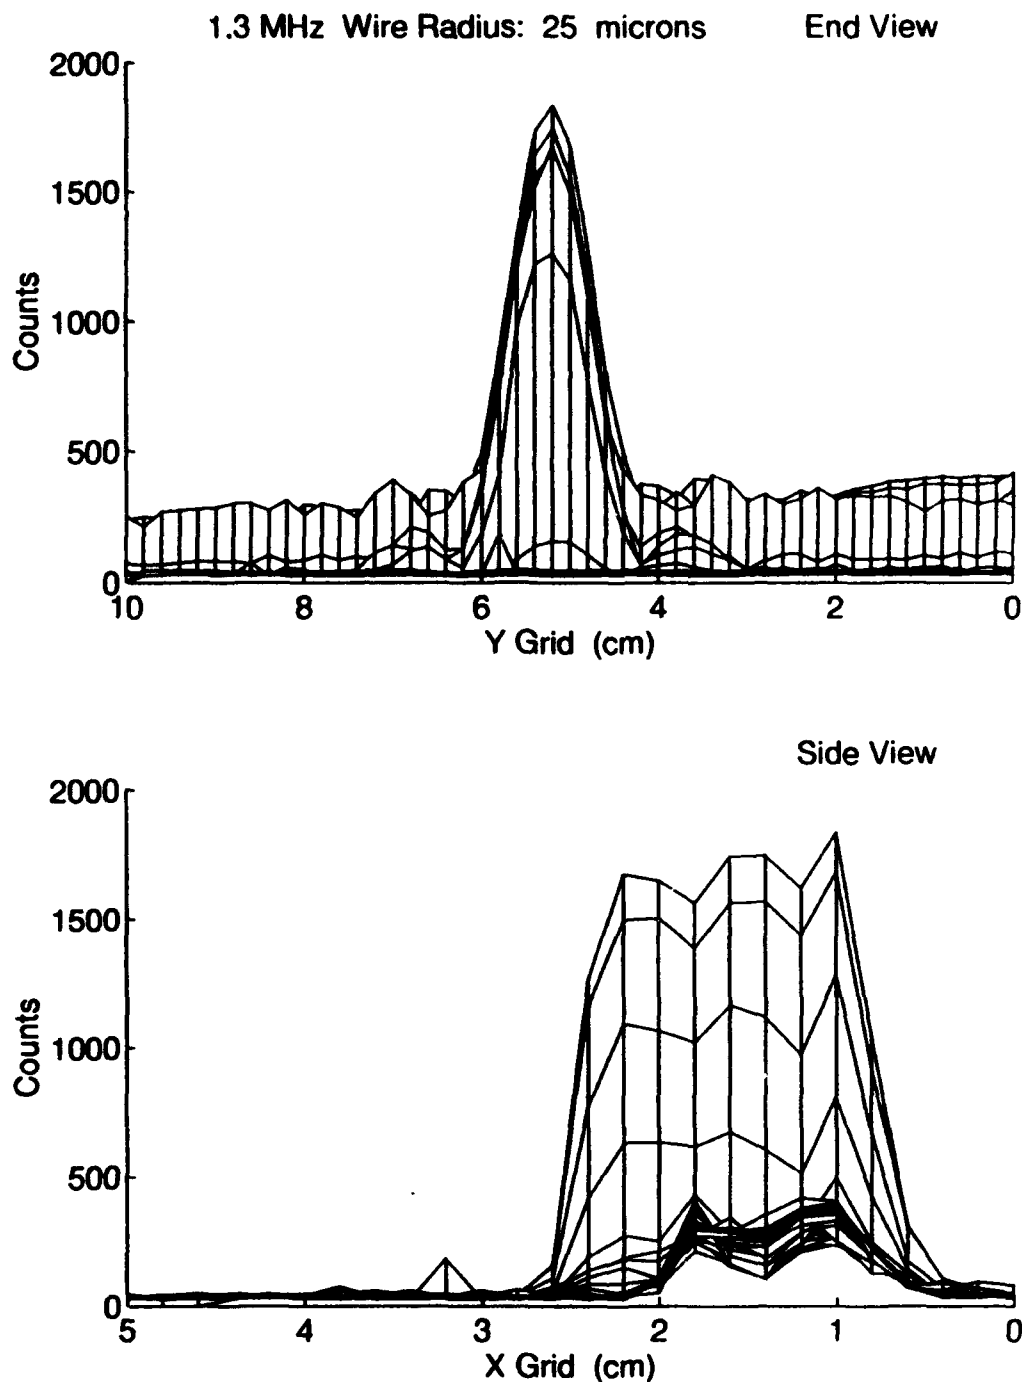 1.3 MHz Wire Radius: 25 microns End View
2000
1500
1000
500
0
Counts
10 8 6 4 2 0
Y Grid (cm)
Side View
2000
1500
1000
500
0
Counts
5 4 3 2 1 0
X Grid (cm)